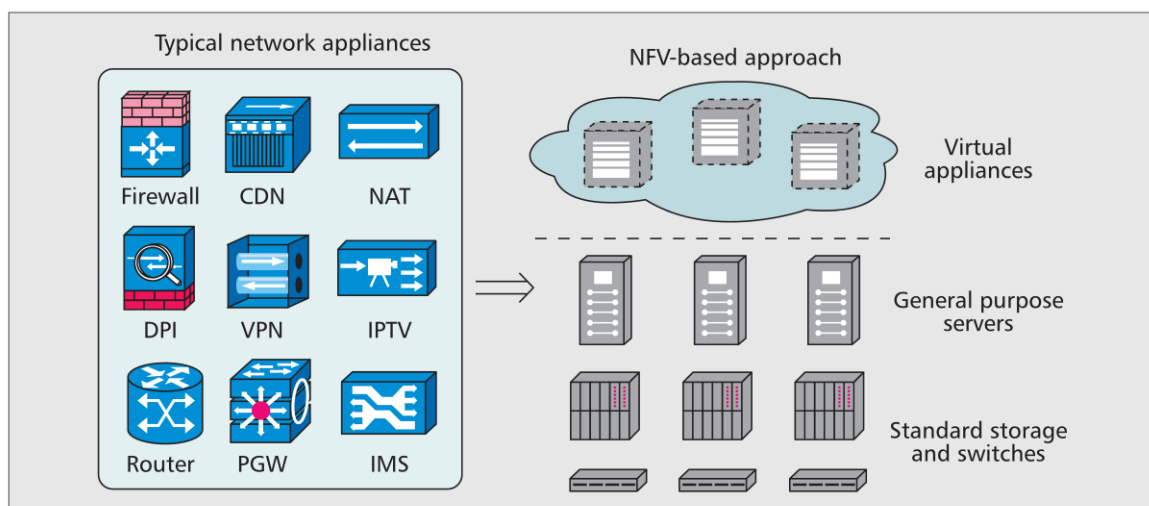 Typical network appliances
Firewall
CDN
NAT
DPI
VPN
IPTV
Router
PGW
IMS
NFV-based approach
Virtual
appliances
General purpose
servers
Standard storage
and switches